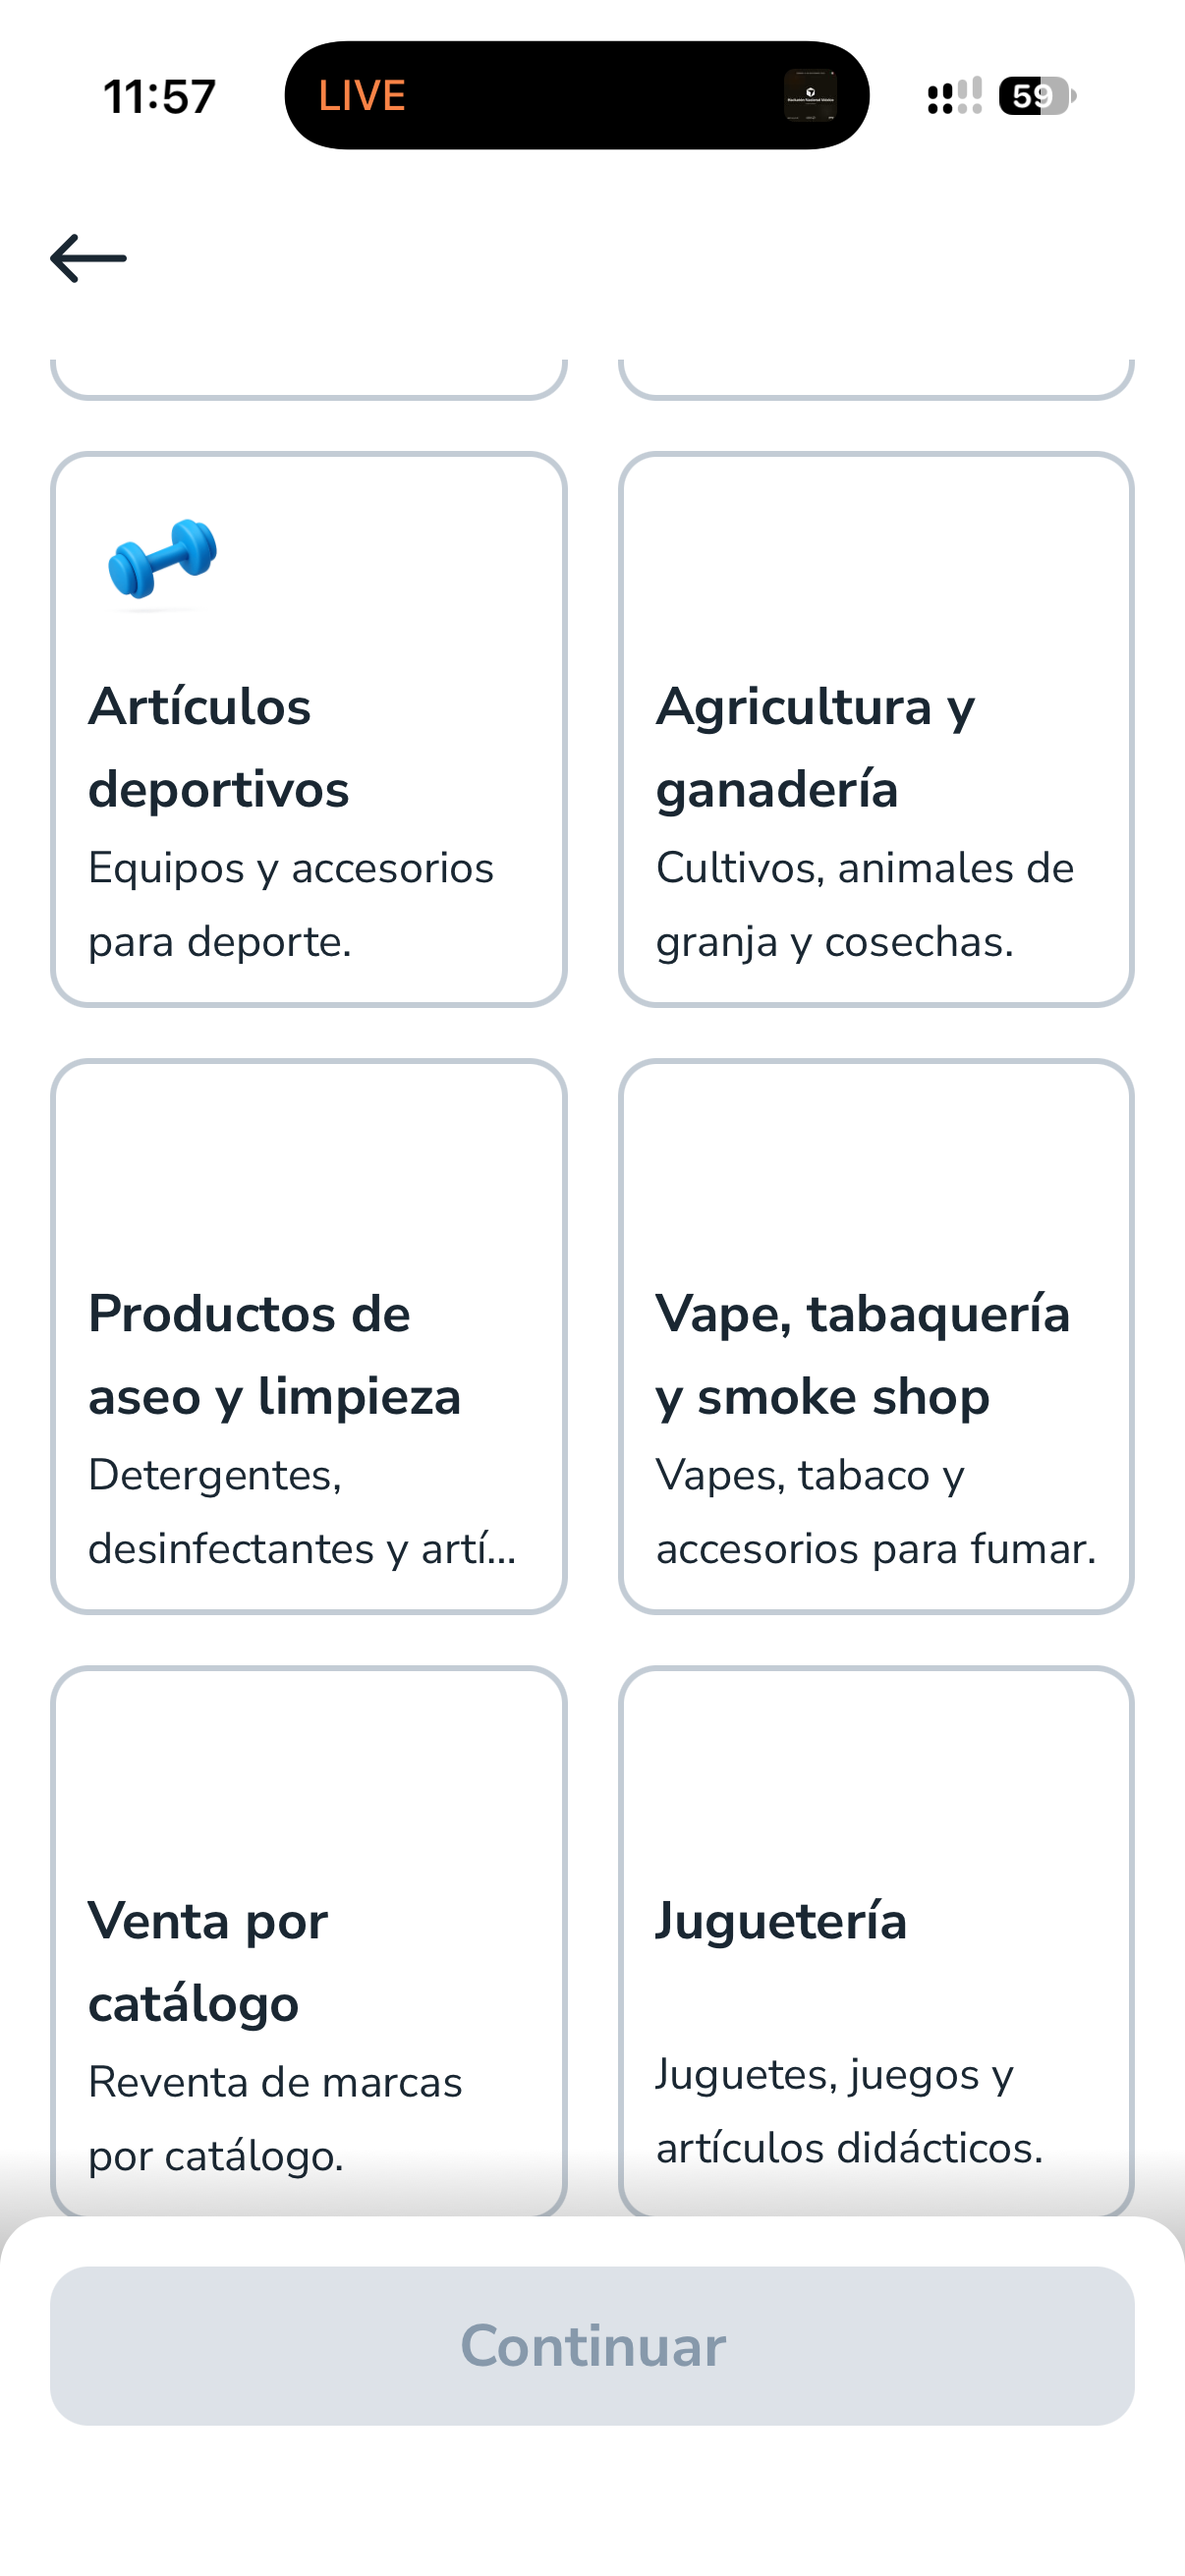 11:57
LIVE
59
Artículos
deportivos
Equipos y accesorios
para deporte.
Agricultura y
ganadería
Cultivos, animales de
granja y cosechas.
Productos de
aseo y limpieza
Detergentes,
desinfectantes y artí...
Vape, tabaquería
y smoke shop
Vapes, tabaco y
accesorios para fumar.
Venta por
catálogo
Reventa de marcas
por catálogo.
Juguetería
Juguetes, juegos y
artículos didácticos.
Continuar